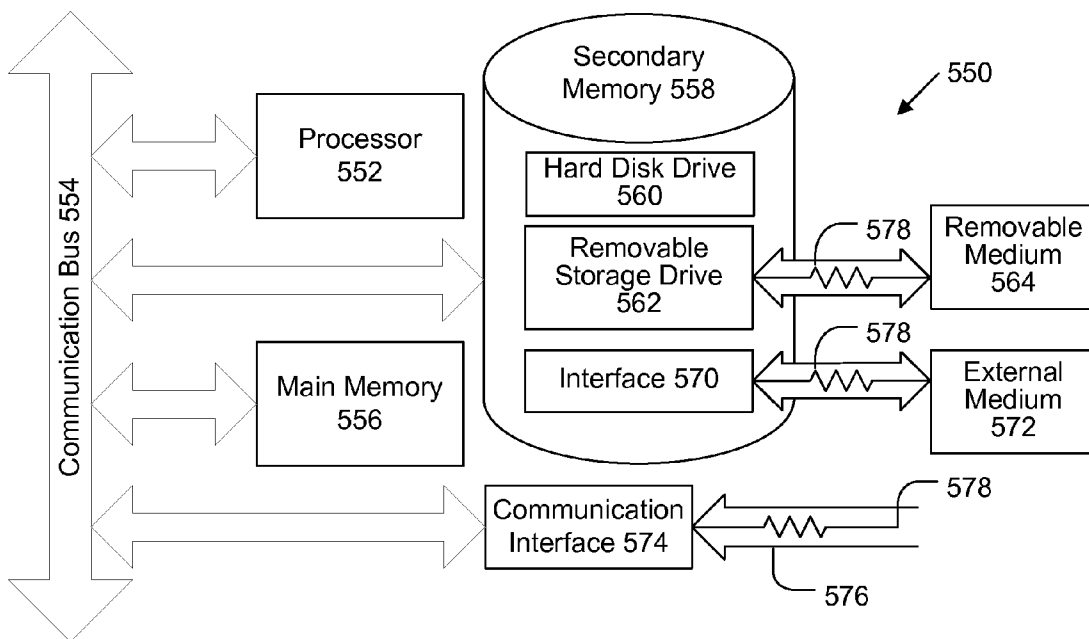 Communication Bus 554
Processor
552
Main Memory
556
Secondary
Memory 558
Hard Disk Drive
560
Removable
Storage Drive
562
Interface 570
Communication
Interface 574
550
578
Removable
Medium
564
578
External
Medium
572
578
576